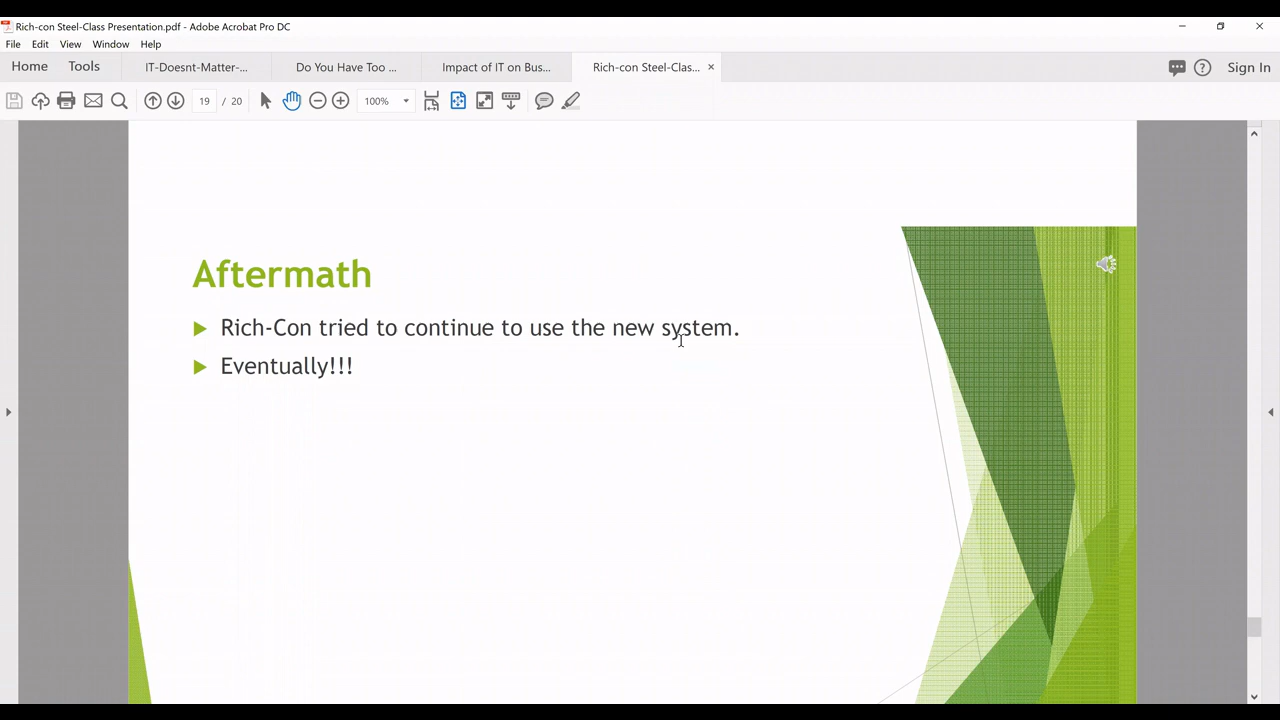 Rich-con Steel-Class Presentation.pdf - Adobe Acrobat Pro DC
File Edit View Window Help
Home Tools IT-Doesnt-Matter-... Do You Have Too ... Impact of IT on Bus... Rich-con Steel-Clas... × Sign In
19 / 20 100%
Aftermath
Rich-Con tried to continue to use the new system.
Eventually!!!